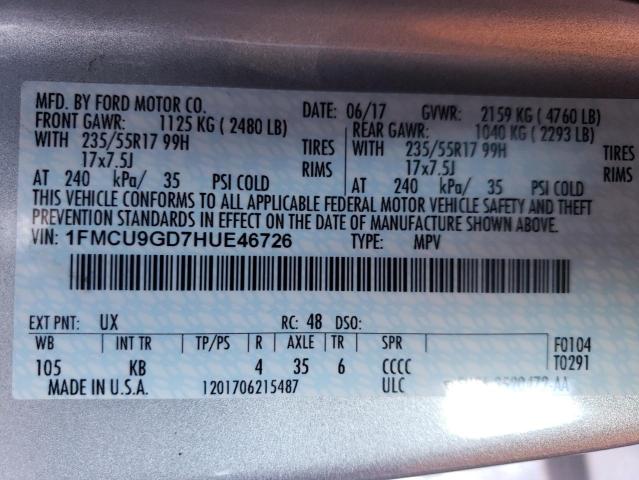 MFD. BY FORD MOTOR CO.
DATE: 06/17 GVWR: 2159 KG ( 4760 LB)
FRONT GAWR: 1125 KG ( 2480 LB)
REAR GAWR: 1040 KG ( 2293 LB)
WITH 235/55R17 99H TIRES
WITH 235/55R17 99H TIRES
17x7.5J RIMS
17x7.5J RIMS
AT 240 kPa/ 35 PSI COLD
AT 240 kPa/ 35 PSI COLD
THIS VEHICLE CONFORMS TO ALL APPLICABLE FEDERAL MOTOR VEHICLE SAFETY AND THEFT
PREVENTION STANDARDS IN EFFECT ON THE DATE OF MANUFACTURE SHOWN ABOVE.
VIN: 1FMCU9GD7HUE46726 TYPE: MPV
EXT PNT: UX RC: 48 DSO:
WB INT TR TP/PS R AXLE TR SPR F0104
105 KB 4 35 6 CCCC T0291
MADE IN U.S.A. 1201706215487 ULC